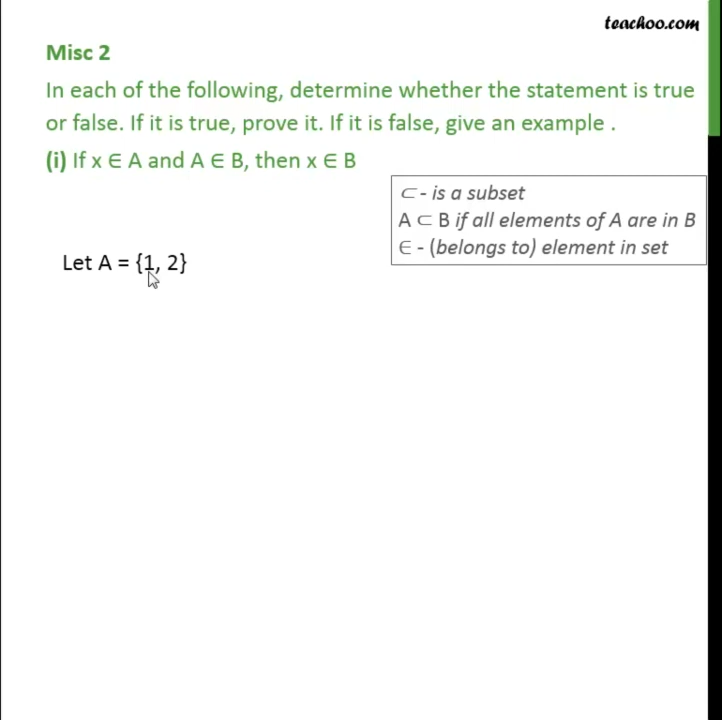 teachoo.com
Misc 2
In each of the following, determine whether the statement is true
or false. If it is true, prove it. If it is false, give an example .
(i) If x ∈ A and A ∈ B, then x ∈ B
⊂ - is a subset
A ⊂ B if all elements of A are in B
∈ - (belongs to) element in set
Let A = {1, 2}